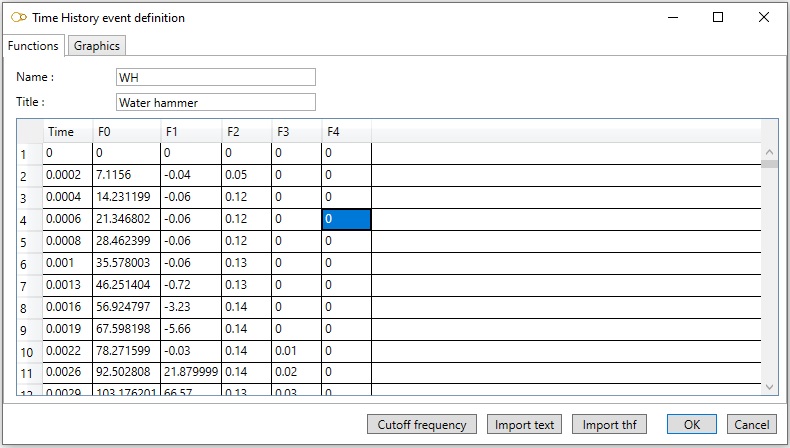 Time History event definition
Functions Graphics
Name : WH
Title : Water hammer
Time F0 F1 F2 F3 F4
1 0 0 0 0 0 0
2 0.0002 7.1156 -0.04 0.05 0 0
3 0.0004 14.231199 -0.06 0.12 0 0
4 0.0006 21.346802 -0.06 0.12 0 0
5 0.0008 28.462399 -0.06 0.12 0 0
6 0.001 35.578003 -0.06 0.13 0 0
7 0.0013 46.251404 -0.72 0.13 0 0
8 0.0016 56.924797 -3.23 0.14 0 0
9 0.0019 67.598198 -5.66 0.14 0 0
10 0.0022 78.271599 -0.03 0.14 0.01 0
11 0.0026 92.502808 21.879999 0.14 0.02 0
12 0.0029 103.176201 66.57 0.13 0.03 0
Cutoff frequency Import text Import thf OK Cancel